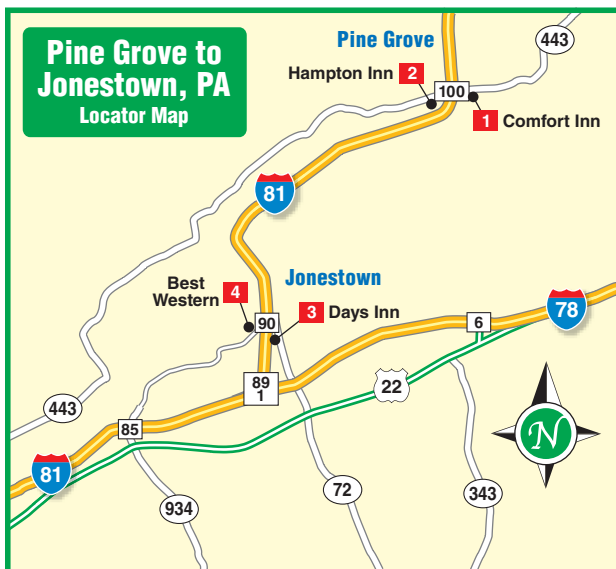 Pine Grove to
Jonestown, PA
Locator Map
Pine Grove
443
Hampton Inn 2
100
1 Comfort Inn
81
Jonestown
Best
Western 4
90
3 Days Inn
78
6
89
1
22
443
85
N
81
934
72
343